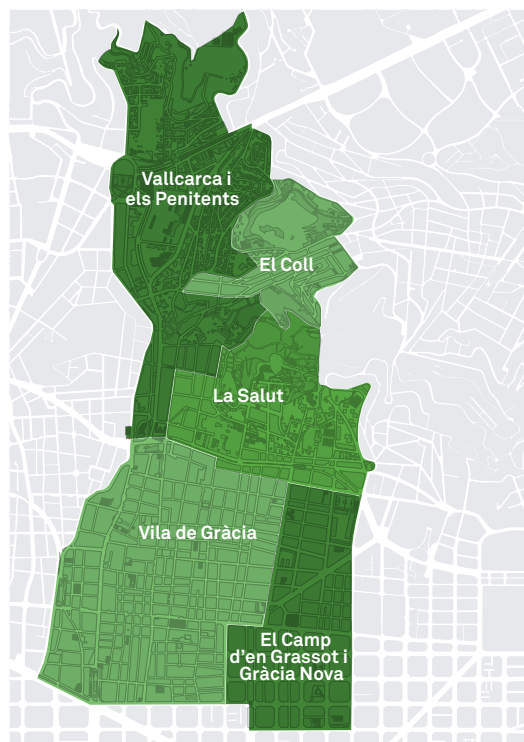 Vallcarca i
els Penitents
El Coll
La Salut
Vila de Gràcia
El Camp
d'en Grassot i
Gràcia Nova